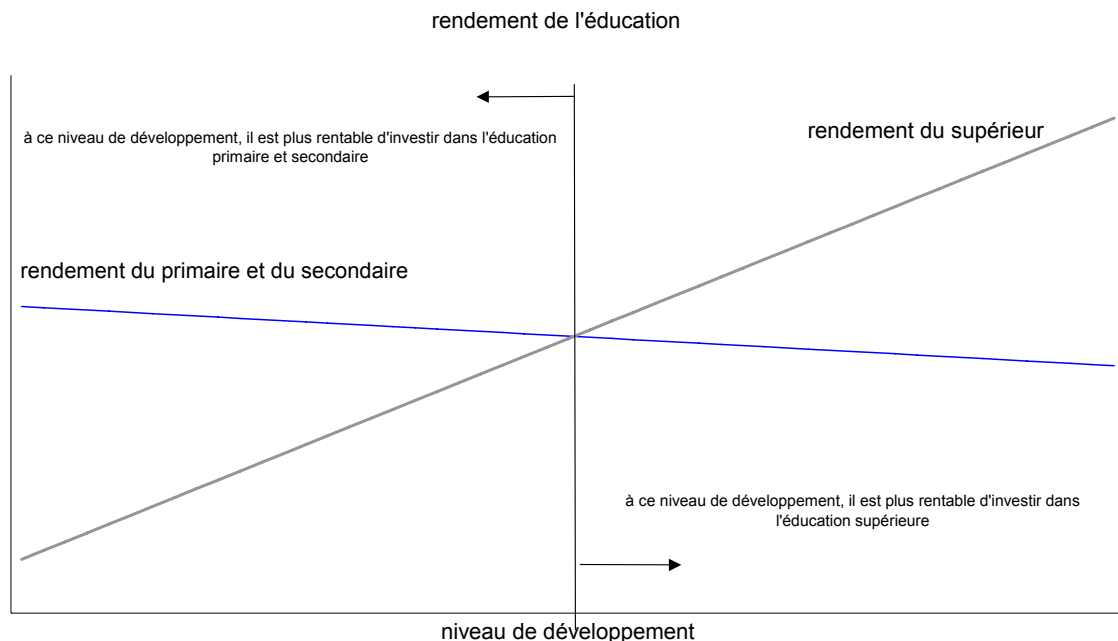 rendement de l'éducation
à ce niveau de développement, il est plus rentable d'investir dans l'éducation
primaire et secondaire
rendement du supérieur
rendement du primaire et du secondaire
à ce niveau de développement, il est plus rentable d'investir dans
l'éducation supérieure
niveau de développement